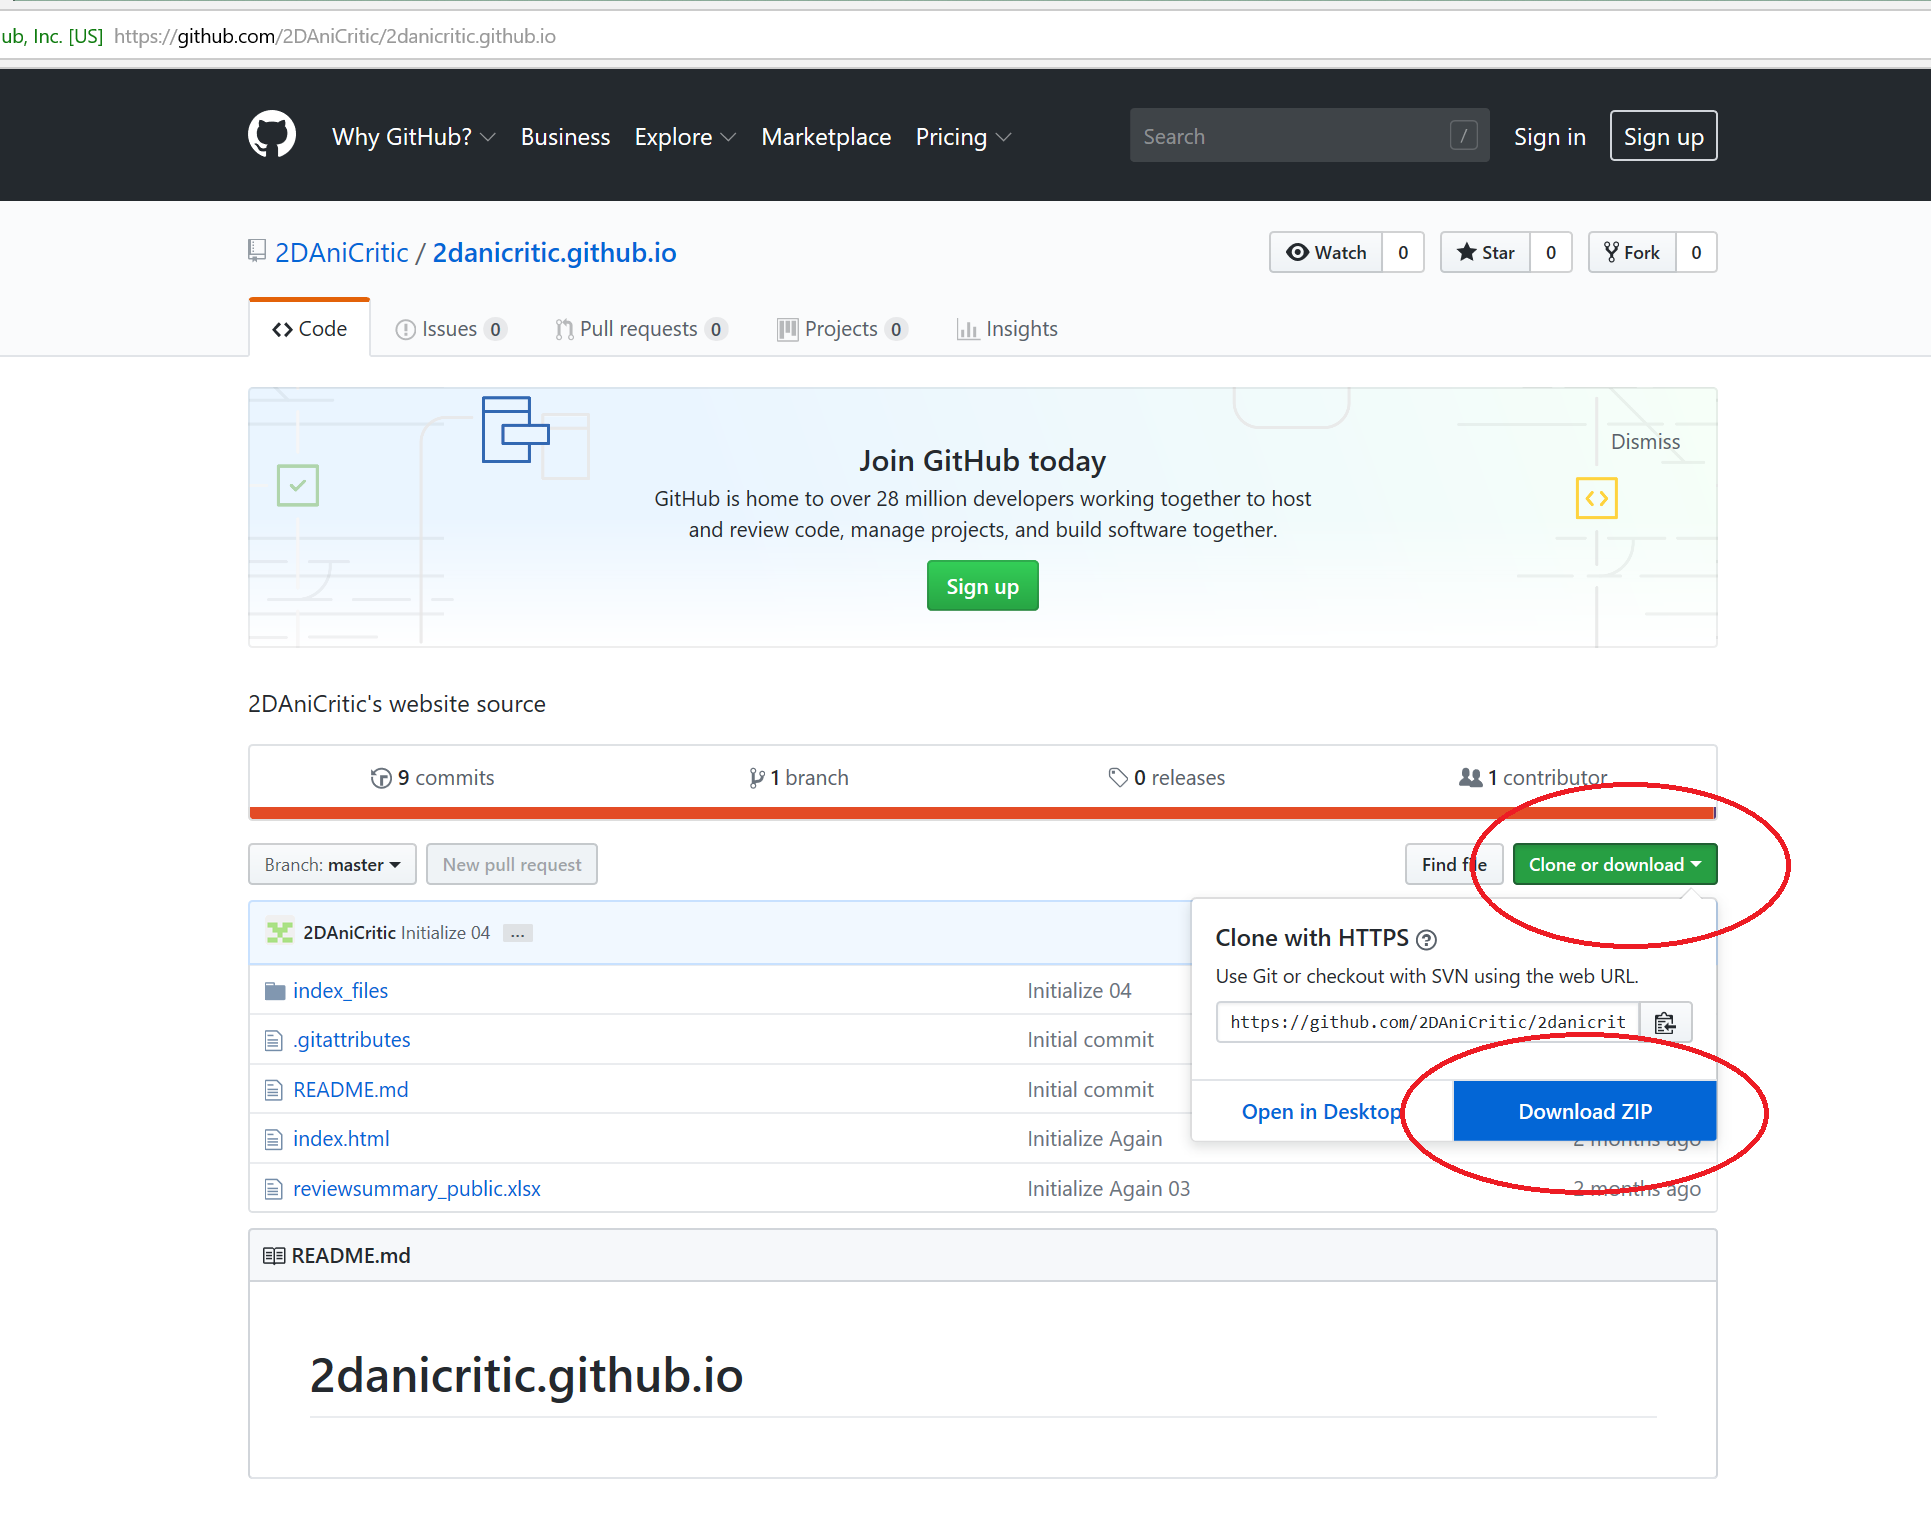 ub, Inc. [US] https://github.com/2DAniCritic/2danicritic.github.io
Why GitHub? Business Explore Marketplace Pricing Search / Sign in Sign up
2DAniCritic / 2danicritic.github.io Watch 0 Star 0 Fork 0
Code Issues 0 Pull requests 0 Projects 0 Insights
Dismiss
Join GitHub today
GitHub is home to over 28 million developers working together to host
and review code, manage projects, and build software together.
Sign up
2DAniCritic's website source
9 commits 1 branch 0 releases 1 contributor
Branch: master New pull request Find file Clone or download
2DAniCritic Initialize 04 ...
Clone with HTTPS ?
Use Git or checkout with SVN using the web URL.
https://github.com/2DAniCritic/2danicrit
Open in Desktop Download ZIP
index_files Initialize 04
.gitattributes Initial commit
README.md Initial commit
index.html Initialize Again 2 months ago
reviewsummary_public.xlsx Initialize Again 03 2 months ago
README.md
2danicritic.github.io